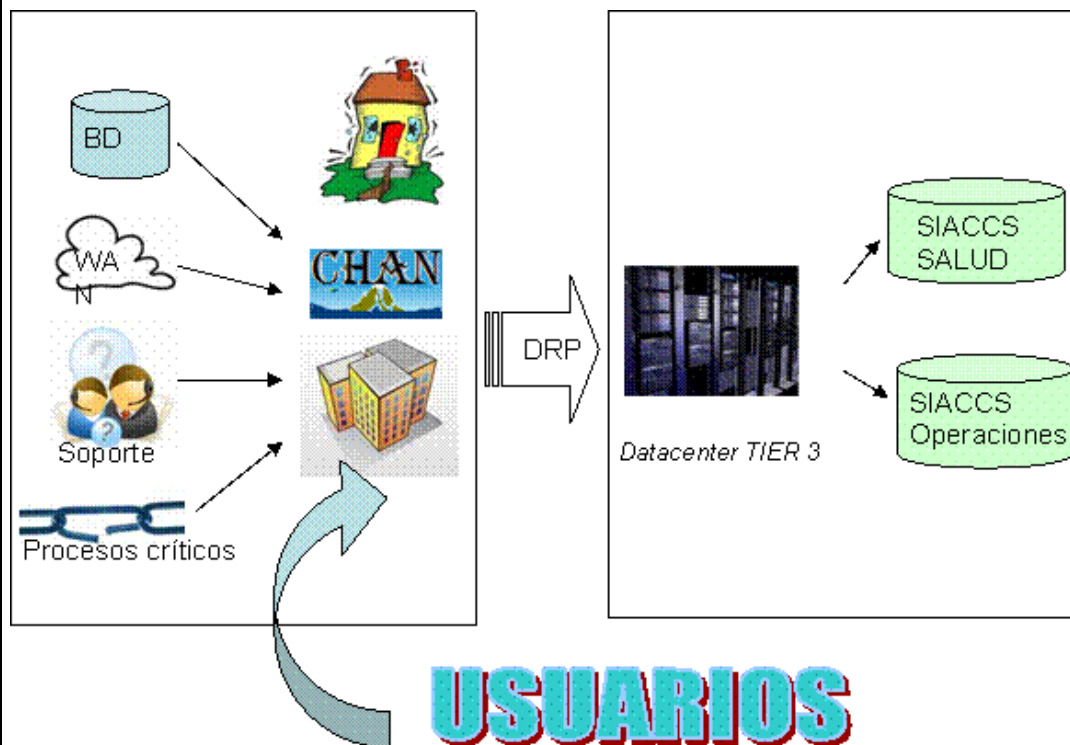 BD
WA
N
Soporte
Procesos críticos
CHAN
DRP
Datacenter TIER 3
SIACCS
SALUD
SIACCS
Operaciones
USUARIOS